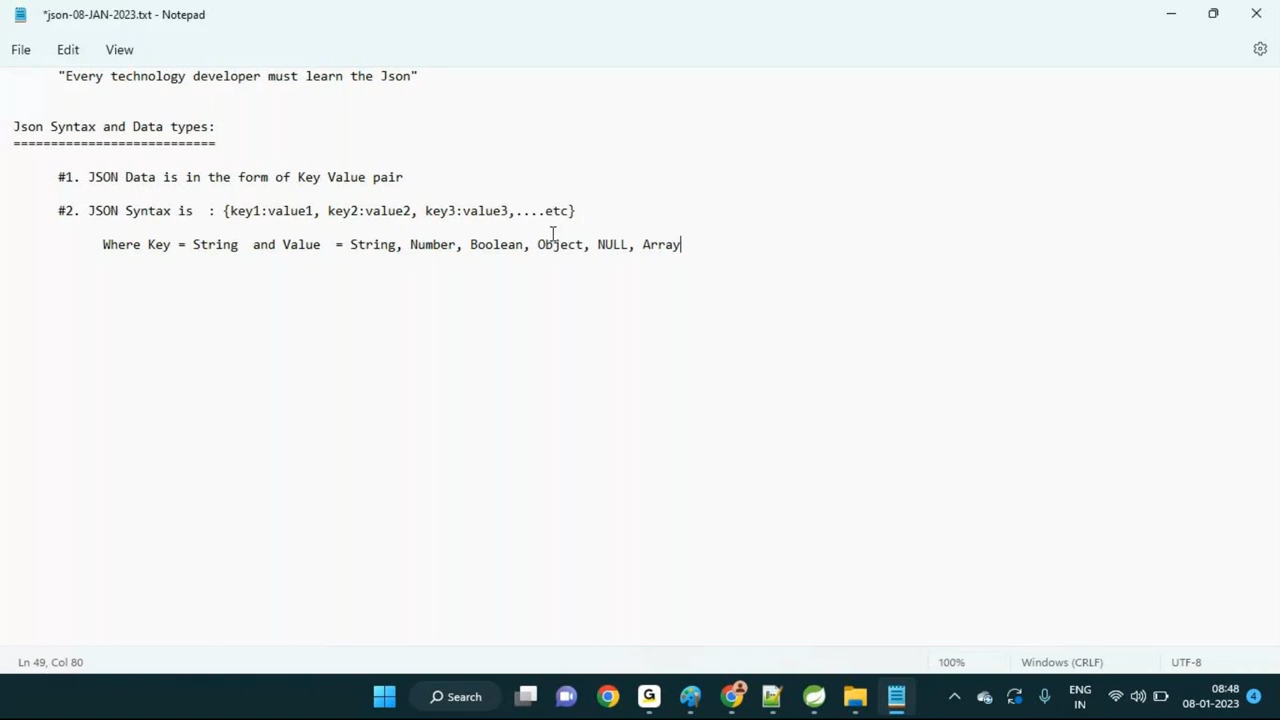 *json-08-JAN-2023.txt - Notepad
File Edit View
"Every technology developer must learn the Json"
Json Syntax and Data types:
===========================
#1. JSON Data is in the form of Key Value pair
#2. JSON Syntax is : {key1:value1, key2:value2, key3:value3,....etc}
Where Key = String and Value = String, Number, Boolean, Object, NULL, Array
Ln 49, Col 80 100% Windows (CRLF) UTF-8
Search G ENG 08:48
IN 08-01-2023 4